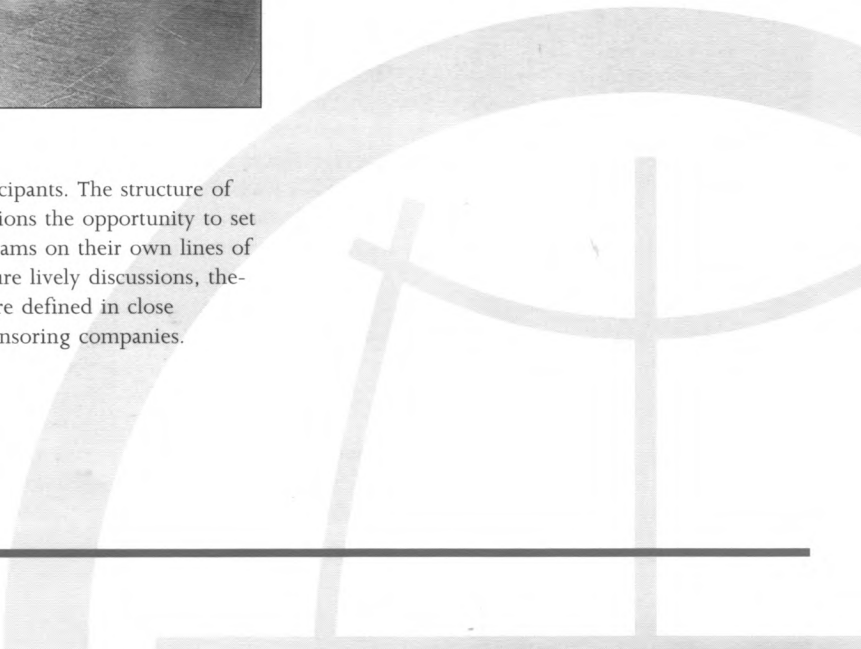 cipants. The structure of
ions the opportunity to set
ams on their own lines of
ure lively discussions, the-
re defined in close
nsoring companies.